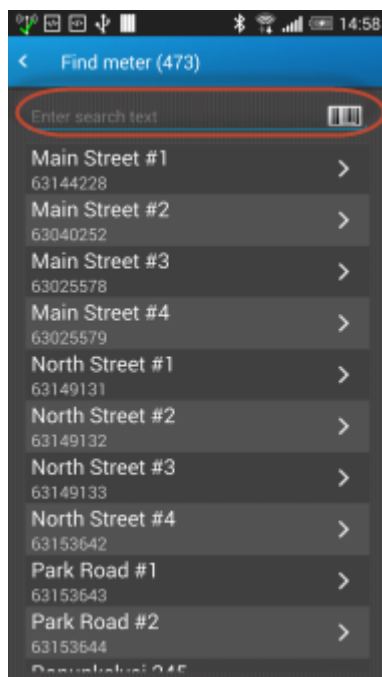 14:58
Find meter (473)
Enter search text
Main Street #1
63144228
Main Street #2
63040252
Main Street #3
63025578
Main Street #4
63025579
North Street #1
63149131
North Street #2
63149132
North Street #3
63149133
North Street #4
63153642
Park Road #1
63153643
Park Road #2
63153644